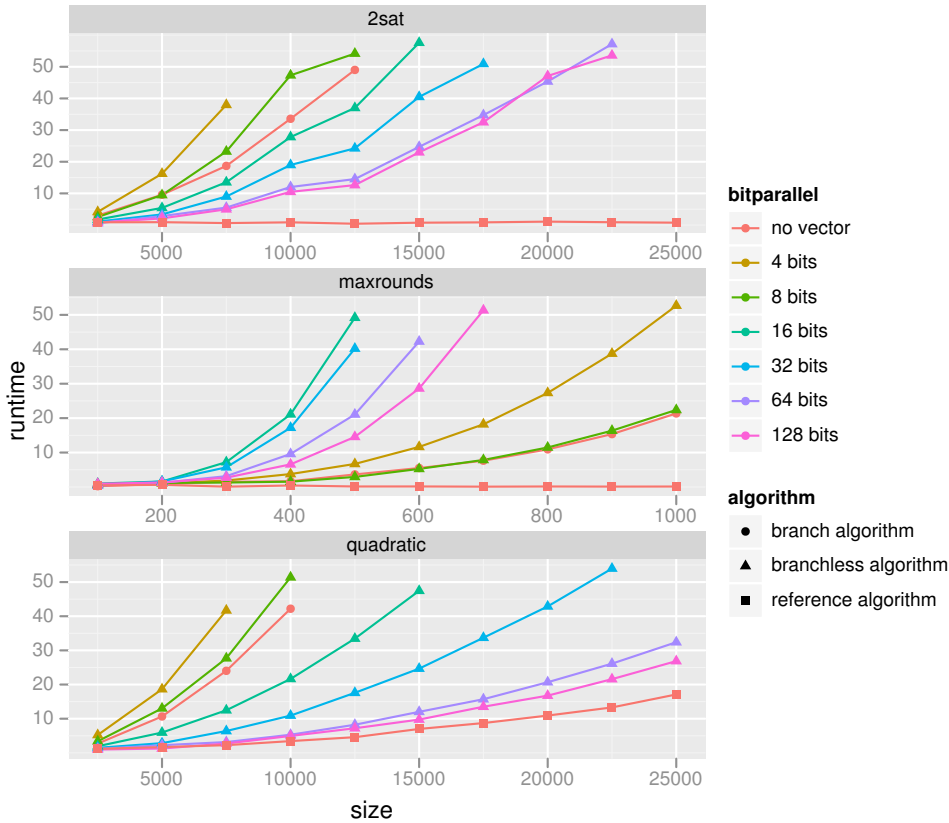 2sat
50
40
30
20
10
5000 10000 15000 20000 25000
maxrounds
50
40
30
20
10
200 400 600 800 1000
quadratic
50
40
30
20
10
5000 10000 15000 20000 25000
runtime
size
bitparallel
no vector
4 bits
8 bits
16 bits
32 bits
64 bits
128 bits
algorithm
branch algorithm
branchless algorithm
reference algorithm